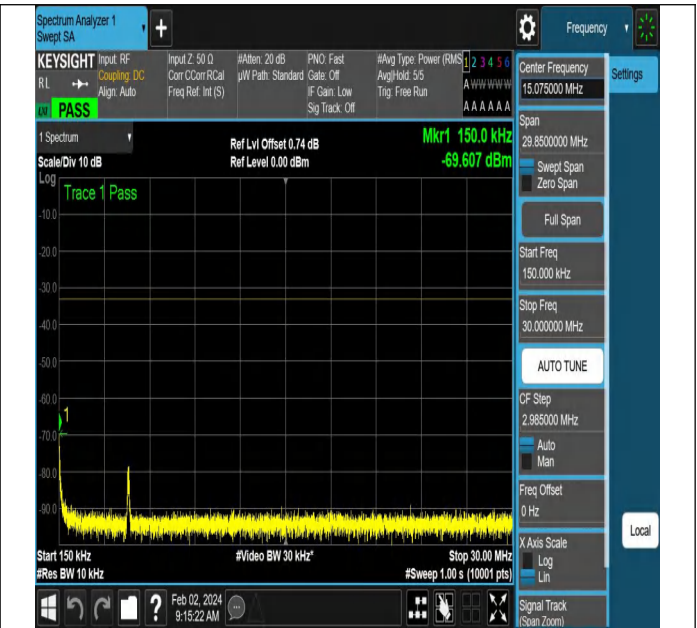 Spectrum Analyzer 1
Swept SA
+
Frequency
KEYSIGHT
RL
Input: RF
Coupling: DC
Align: Auto
Input Z: 50 Ω
Corr CCorr RCal
Freq Ref: Int (S)
#Atten: 20 dB
µW Path: Standard
PNO: Fast
Gate: Off
IF Gain: Low
Sig Track: Off
#Avg Type: Power (RMS
Avg|Hold: 5/5
Trig: Free Run
1 2 3 4 5 6
A W W W W W
A A A A A A
PASS
1 Spectrum
Scale/Div 10 dB
Ref Lvl Offset 0.74 dB
Ref Level 0.00 dBm
Mkr1 150.0 kHz
-69.607 dBm
Log
Trace 1 Pass
-10.0
-20.0
-40.0
-50.0
-60.0
1
-70.0
-80.0
-90.0
Start 150 kHz
#Res BW 10 kHz
#Video BW 30 kHz*
Stop 30.00 MHz
#Sweep 1.00 s (10001 pts)
Feb 02, 2024
9:15:22 AM
Settings
Center Frequency
15.075000 MHz
Span
29.8500000 MHz
Swept Span
Zero Span
Full Span
Start Freq
150.000 kHz
Stop Freq
30.000000 MHz
AUTO TUNE
CF Step
2.985000 MHz
Auto
Man
Freq Offset
0 Hz
X Axis Scale
Log
Lin
Signal Track
(Span Zoom)
Local